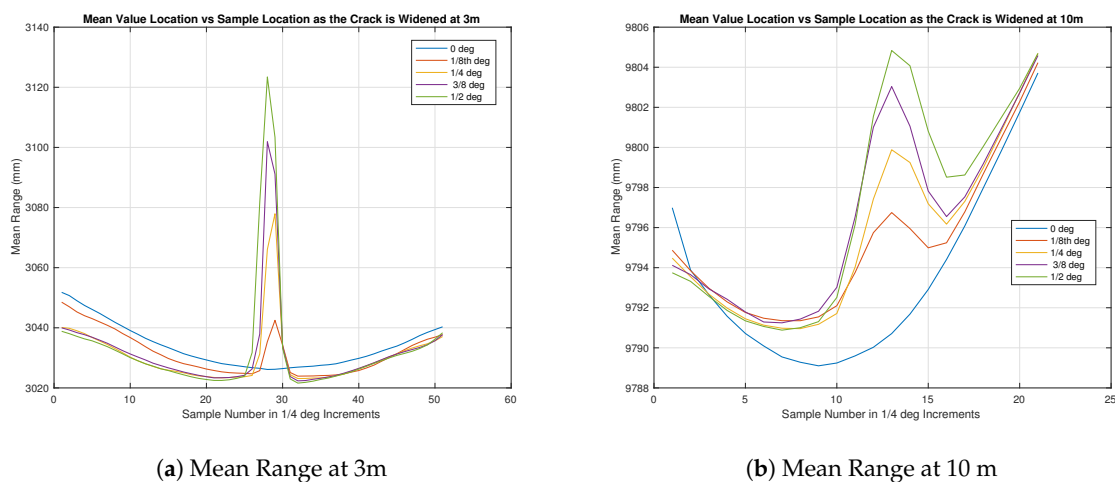 Mean Value Location vs Sample Location as the Crack is Widened at 3m
3140
3120
3100
3080
3060
3040
3020
Mean Range (mm)
0 10 20 30 40 50 60
Sample Number in 1/4 deg Increments
0 deg
1/8th deg
1/4 deg
3/8 deg
1/2 deg
(a) Mean Range at 3m
Mean Value Location vs Sample Location as the Crack is Widened at 10m
9806
9804
9802
9800
9798
9796
9794
9792
9790
9788
Mean Range (mm)
0 5 10 15 20 25
Sample Number in 1/4 deg Increments
0 deg
1/8th deg
1/4 deg
3/8 deg
1/2 deg
(b) Mean Range at 10 m